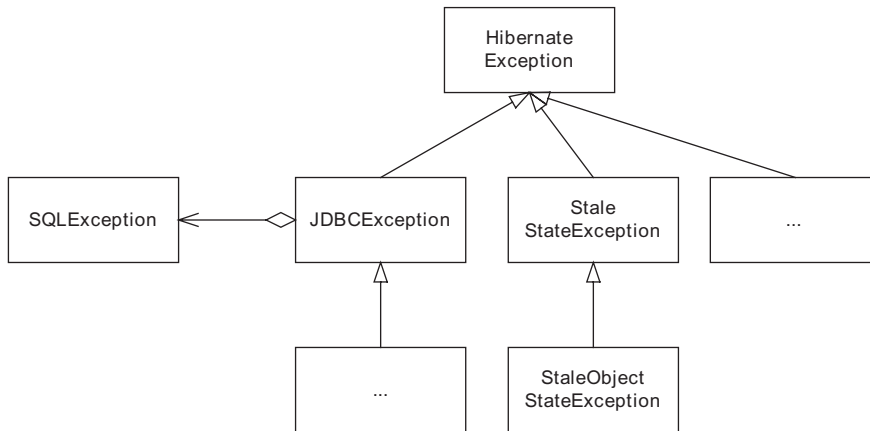 Hibernate
Exception
SQLException
JDBCException
Stale
StateException
...
...
StaleObject
StateException